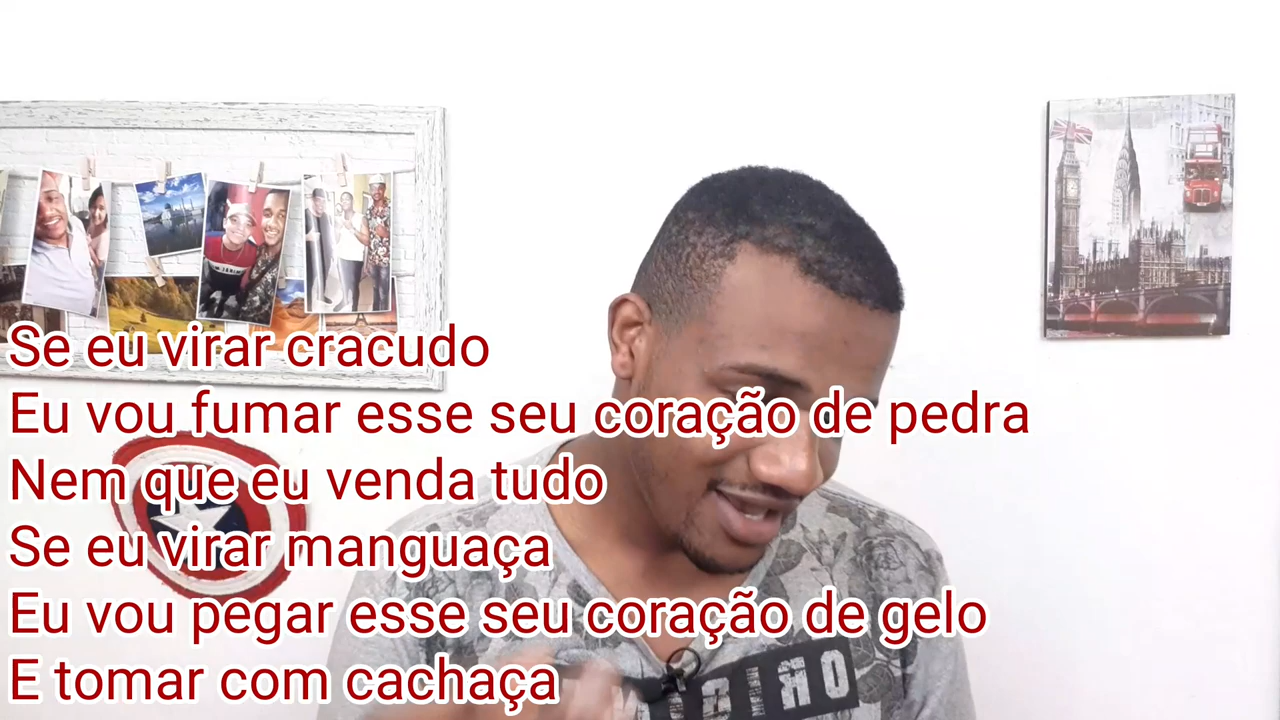 Se eu virar cracudo
Eu vou fumar esse seu coração de pedra
Nem que eu venda tudo
Se eu virar manguaça
Eu vou pegar esse seu coração de gelo
E tomar com cachaça